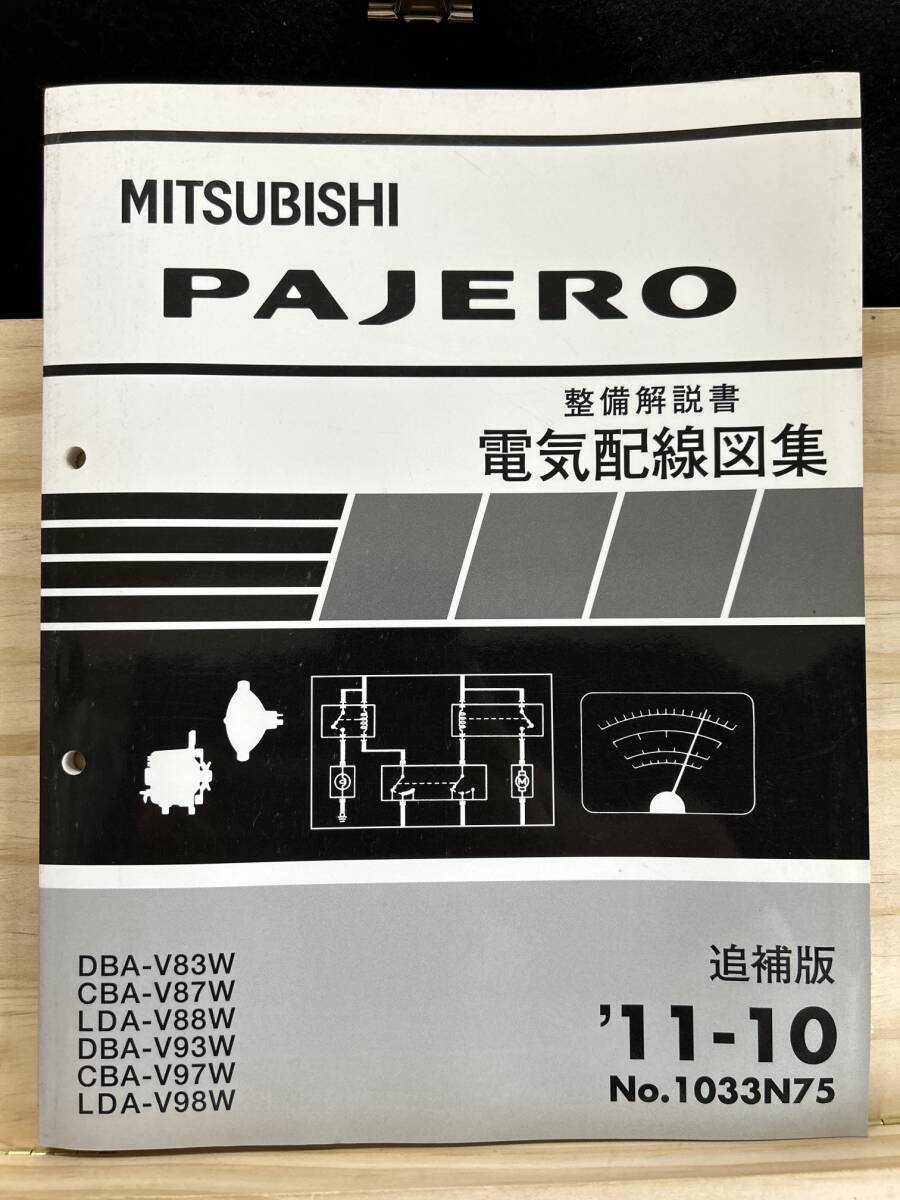 MITSUBISHI
PAJERO
整備解説書
電気配線図集
M
DBA-V83W
CBA-V87W
LDA-V88W
DBA-V93W
CBA-V97W
LDA-V98W
追補版
'11-10
No.1033N75